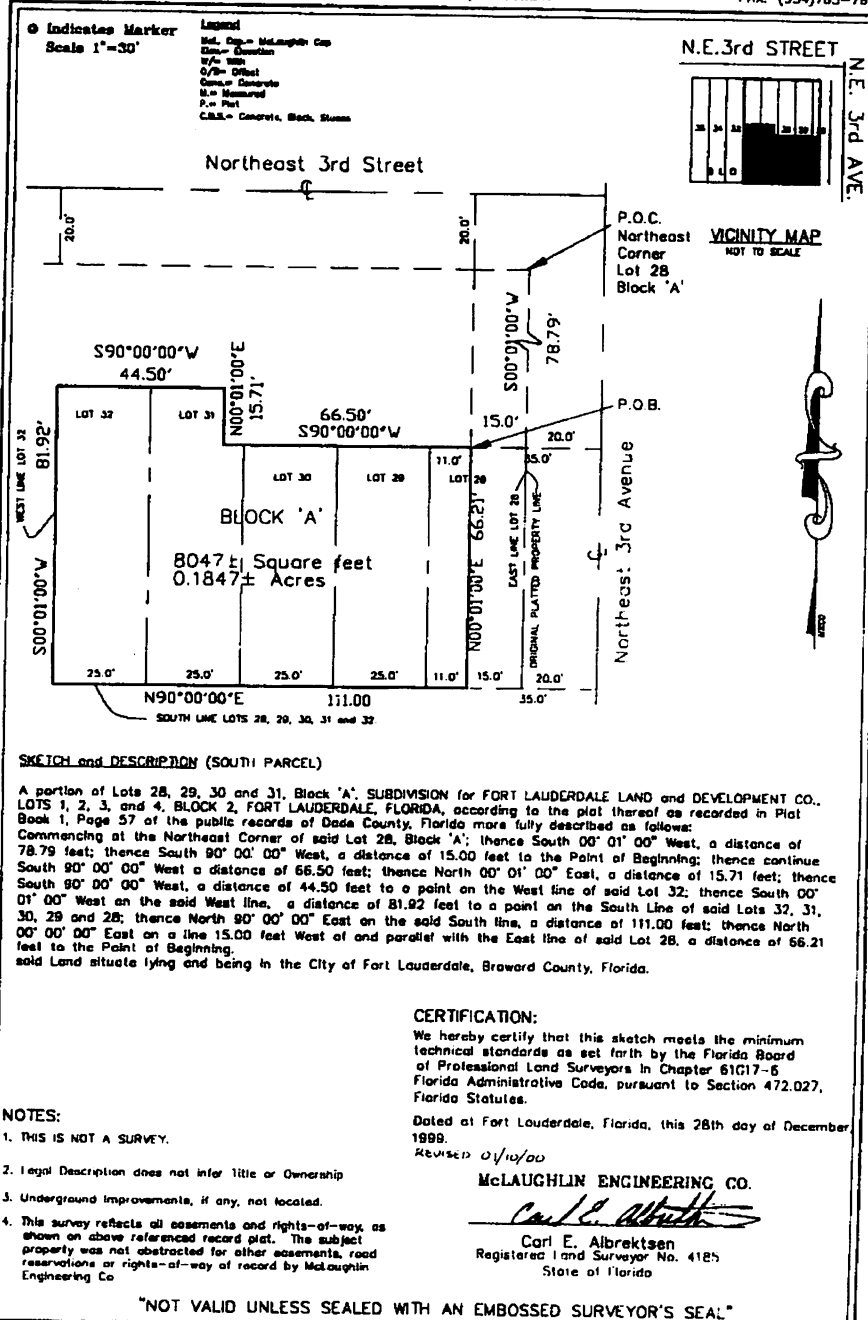 Indicates Marker
Scale 1"=30'
Legend
Mcl. Cap.= McLaughlin Cap
Elev.= Elevation
W/= With
O/S= Offset
Conc.= Concrete
M.= Measured
P.= Plat
C.B.S.= Concrete, Block, Stucco
N.E.3rd STREET
N.E. 3rd AVE.
VICINITY MAP
NOT TO SCALE
Northeast 3rd Street
20.0'
20.0'
P.O.C.
Northeast
Corner
Lot 28
Block 'A'
S00°01'00"W
78.79'
S90°00'00"W
44.50'
N00°01'00"E
15.71'
66.50'
S90°00'00"W
15.0'
P.O.B.
20.0'
35.0'
11.0'
LOT 32
LOT 31
LOT 30
LOT 29
LOT 28
WEST LINE LOT 32
81.92'
S00°01'00"W
BLOCK 'A'
8047± Square feet
0.1847± Acres
N00°01'00"E 66.21'
EAST LINE LOT 28
ORIGINAL PLATTED PROPERTY LINE
Northeast 3rd Avenue
25.0'
25.0'
25.0'
25.0'
11.0'
15.0'
20.0'
35.0'
N90°00'00"E 111.00
SOUTH LINE LOTS 28, 29, 30, 31 and 32
SKETCH and DESCRIPTION (SOUTH PARCEL)
A portion of Lots 28, 29, 30 and 31, Block 'A', SUBDIVISION for FORT LAUDERDALE LAND and DEVELOPMENT CO.,
LOTS 1, 2, 3, and 4, BLOCK 2, FORT LAUDERDALE, FLORIDA, according to the plat thereof as recorded in Plat
Book 1, Page 57 of the public records of Dade County, Florida more fully described as follows:
Commencing at the Northeast Corner of said Lot 28, Block 'A'; thence South 00° 01' 00" West, a distance of
78.79 feet; thence South 90° 00' 00" West, a distance of 15.00 feet to the Point of Beginning; thence continue
South 90° 00' 00" West a distance of 66.50 feet; thence North 00° 01' 00" East, a distance of 15.71 feet; thence
South 90° 00' 00" West, a distance of 44.50 feet to a point on the West line of said Lot 32; thence South 00°
01' 00" West on the said West line, a distance of 81.92 feet to a point on the South Line of said Lots 32, 31,
30, 29 and 28; thence North 90° 00' 00" East on the said South line, a distance of 111.00 feet; thence North
00° 00' 00" East on a line 15.00 feet West of and parallel with the East line of said Lot 28, a distance of 66.21
feet to the Point of Beginning.
said Land situate lying and being in the City of Fort Lauderdale, Broward County, Florida.
CERTIFICATION:
We hereby certify that this sketch meets the minimum
technical standards as set forth by the Florida Board
of Professional Land Surveyors in Chapter 61G17-6
Florida Administrative Code, pursuant to Section 472.027,
Florida Statutes.
Dated at Fort Lauderdale, Florida, this 28th day of December,
1999.
REVISED 01/10/00
McLAUGHLIN ENGINEERING CO.
Carl E. Albrektsen
Carl E. Albrektsen
Registered Land Surveyor No. 4185
State of Florida
NOTES:
1. THIS IS NOT A SURVEY.
2. Legal Description does not infer Title or Ownership
3. Underground Improvements, if any, not located.
4. This survey reflects all easements and rights-of-way, as
shown on above referenced record plat. The subject
property was not abstracted for other easements, road
reservations or rights-of-way of record by McLaughlin
Engineering Co
"NOT VALID UNLESS SEALED WITH AN EMBOSSED SURVEYOR'S SEAL"